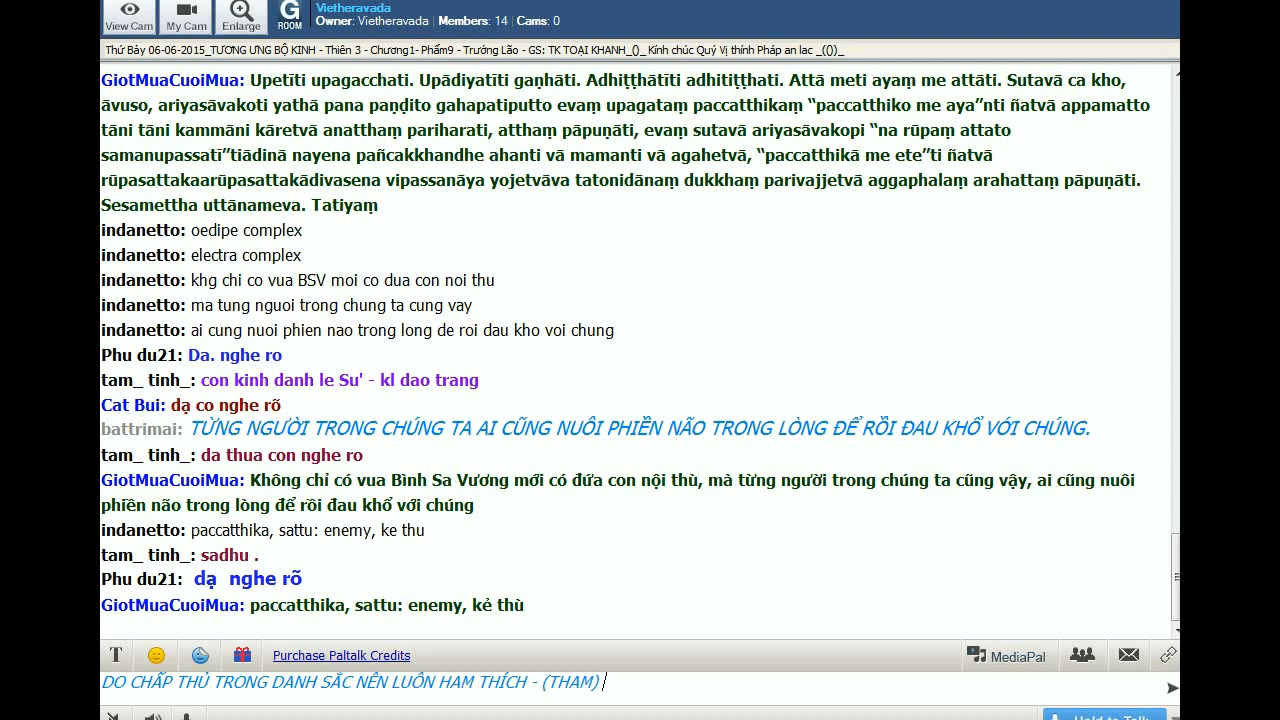 Vietheravada
View Cam
My Cam
Enlarge
G ROOM
Owner: Vietheravada | Members: 14 | Cams: 0
Thứ Bảy 06-06-2015_TƯƠNG ƯNG BỘ KINH - Thiên 3 - Chương1- Phẩm9 - Trưởng Lão - GS: TK TOẠI KHANH_()_ Kính chúc Quý Vị thính Pháp an lac _(())_
GiotMuaCuoiMua: Upetīti upagacchati. Upādiyatīti gaṇhāti. Adhiṭṭhātīti adhitiṭṭhati. Attā meti ayaṃ me attāti. Sutavā ca kho,
āvuso, ariyasāvakoti yathā pana paṇḍito gahapatiputto evaṃ upagataṃ paccatthikaṃ “paccatthiko me aya”nti ñatvā appamatto
tāni tāni kammāni kāretvā anatthaṃ pariharati, atthaṃ pāpuṇāti, evaṃ sutavā ariyasāvakopi “na rūpaṃ attato
samanupassatī”tiādinā nayena pañcakkhandhe ahanti vā mamanti vā agahetvā, “paccatthikā me ete”ti ñatvā
rūpasattakaarūpasattakādivasena vipassanāya yojetvāva tatonidānaṃ dukkhaṃ parivajjetvā aggaphalaṃ arahattaṃ pāpuṇāti.
Sesamettha uttānameva. Tatiyaṃ
indanetto: oedipe complex
indanetto: electra complex
indanetto: khg chi co vua BSV moi co dua con noi thu
indanetto: ma tung nguoi trong chung ta cung vay
indanetto: ai cung nuoi phien nao trong long de roi dau kho voi chung
Phu du21: Da. nghe ro
tam_ tinh_: con kinh danh le Su' - kl dao trang
Cat Bui: dạ co nghe rõ
battrimai: TỪNG NGƯỜI TRONG CHÚNG TA AI CŨNG NUÔI PHIỀN NÃO TRONG LÒNG ĐỂ RỒI ĐAU KHỔ VỚI CHÚNG.
tam_ tinh_: da thua con nghe ro
GiotMuaCuoiMua: Không chỉ có vua Bình Sa Vương mới có đứa con nội thù, mà từng người trong chúng ta cũng vậy, ai cũng nuôi
phiền não trong lòng để rồi đau khổ với chúng
indanetto: paccatthika, sattu: enemy, ke thu
tam_ tinh_: sadhu .
Phu du21: dạ nghe rõ
GiotMuaCuoiMua: paccatthika, sattu: enemy, kẻ thù
T
Purchase Paltalk Credits
MediaPal
DO CHẤP THỦ TRONG DANH SẮC NÊN LUÔN HAM THÍCH - (THAM)
Hold to Talk